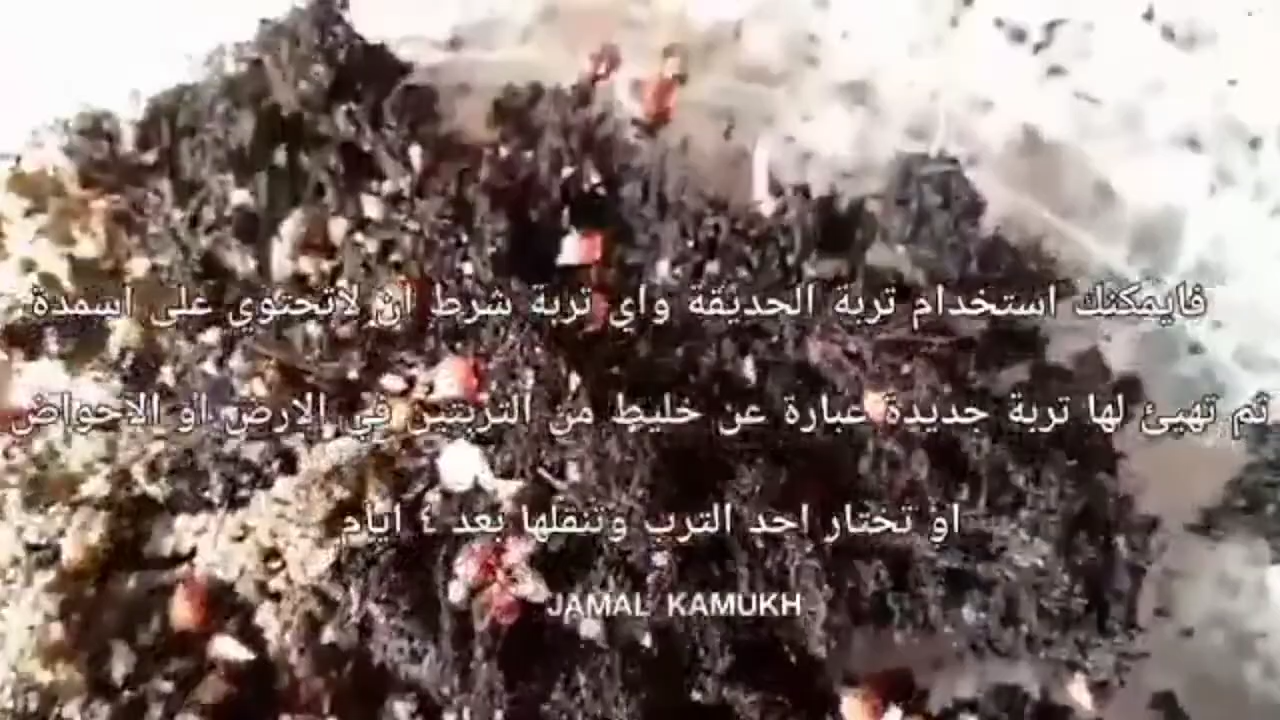 فايمكنك استخدام تربة الحديقة واي تربة شرط ان لاتحتوي على اسمدة
ثم تهيئ لها تربة جديدة عبارة عن خليط من التربتين في الارض او الاحواض
او تختار احد الترب وتنقلها بعد ٤ ايام
JAMAL KAMUKH